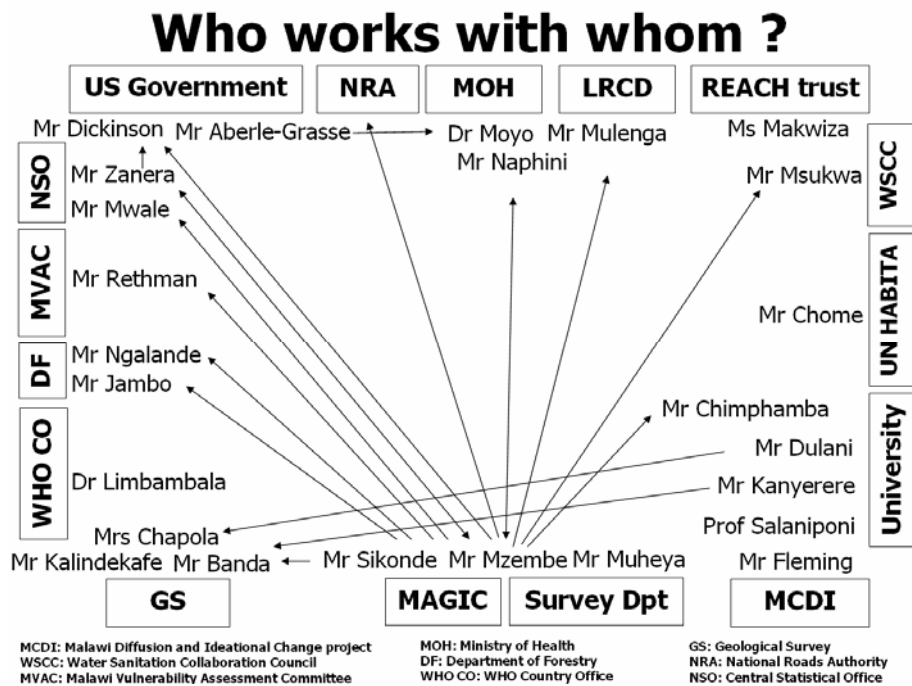 Who works with whom ?
US Government
NRA
MOH
LRCD
REACH trust
Mr Dickinson
Mr Aberle-Grasse
Dr Moyo
Mr Mulenga
Ms Makwiza
Mr Naphini
NSO
Mr Zanera
Mr Msukwa
WSCC
Mr Mwale
MVAC
Mr Rethman
Mr Chome
UN HABITA
DF
Mr Ngalande
Mr Jambo
Mr Chimphamba
WHO CO
Dr Limbambala
Mr Dulani
Mr Kanyerere
University
Mrs Chapola
Prof Salaniponi
Mr Kalindekafe
Mr Banda
Mr Sikonde
Mr Mzembe
Mr Muheya
Mr Fleming
GS
MAGIC
Survey Dpt
MCDI
MCDI: Malawi Diffusion and Ideational Change project
WSCC: Water Sanitation Collaboration Council
MVAC: Malawi Vulnerability Assessment Committee
MOH: Ministry of Health
DF: Department of Forestry
WHO CO: WHO Country Office
GS: Geological Survey
NRA: National Roads Authority
NSO: Central Statistical Office